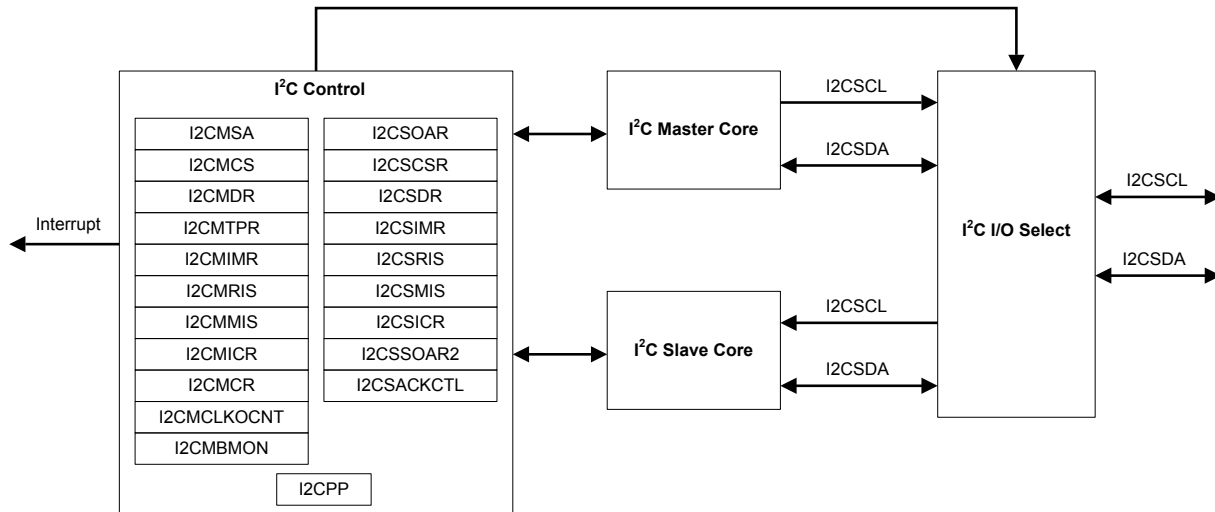 I²C Control
I2CMSA
I2CMCS
I2CMDR
I2CMTPR
I2CMIMR
I2CMRIS
I2CMMIS
I2CMICR
I2CMCR
I2CMCLKOCNT
I2CMBMON
I2CSOAR
I2CSCSR
I2CSDR
I2CSIMR
I2CSRIS
I2CSMIS
I2CSICR
I2CSSOAR2
I2CSACKCTL
I2CPP
Interrupt
I²C Master Core
I2CSCL
I2CSDA
I²C Slave Core
I2CSCL
I2CSDA
I²C I/O Select
I2CSCL
I2CSDA